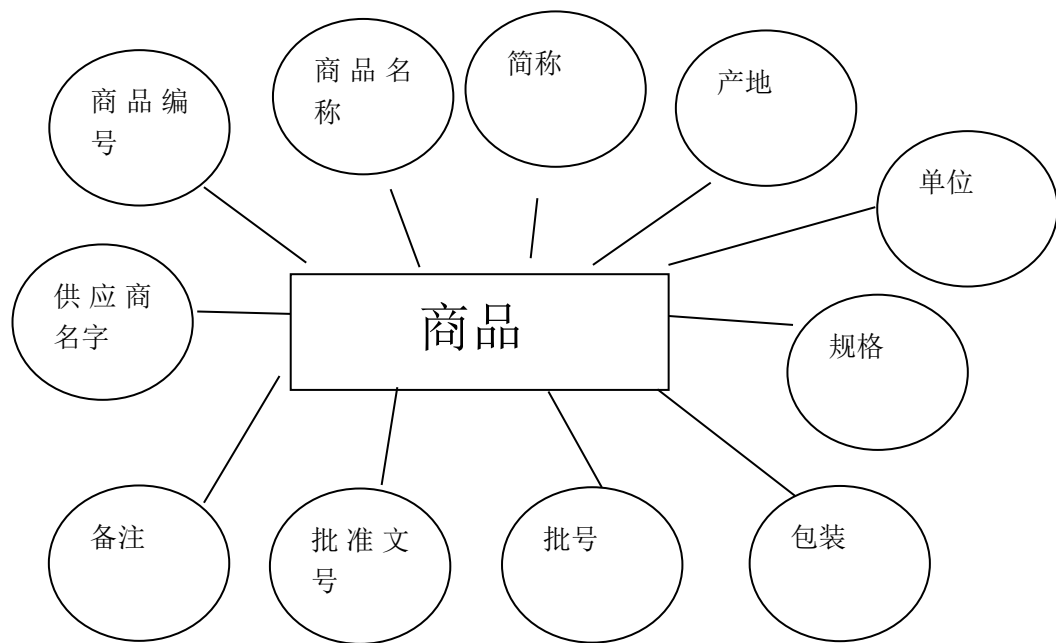 商品编
号
商品名
称
简称
产地
单位
供应商
名字
商品
规格
备注
批准文
号
批号
包装